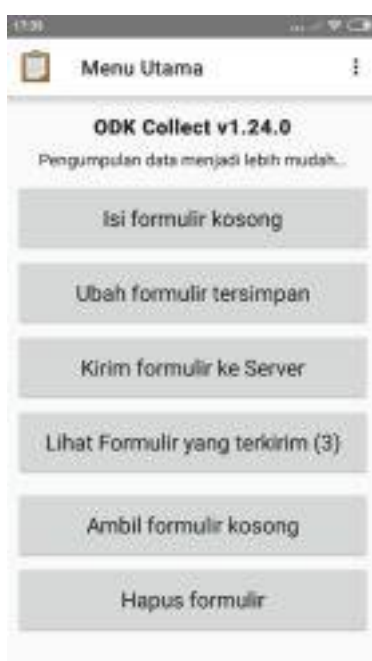 17:30
Menu Utama
ODK Collect v1.24.0
Pengumpulan data menjadi lebih mudah...
Isi formulir kosong
Ubah formulir tersimpan
Kirim formulir ke Server
Lihat Formulir yang terkirim (3)
Ambil formulir kosong
Hapus formulir